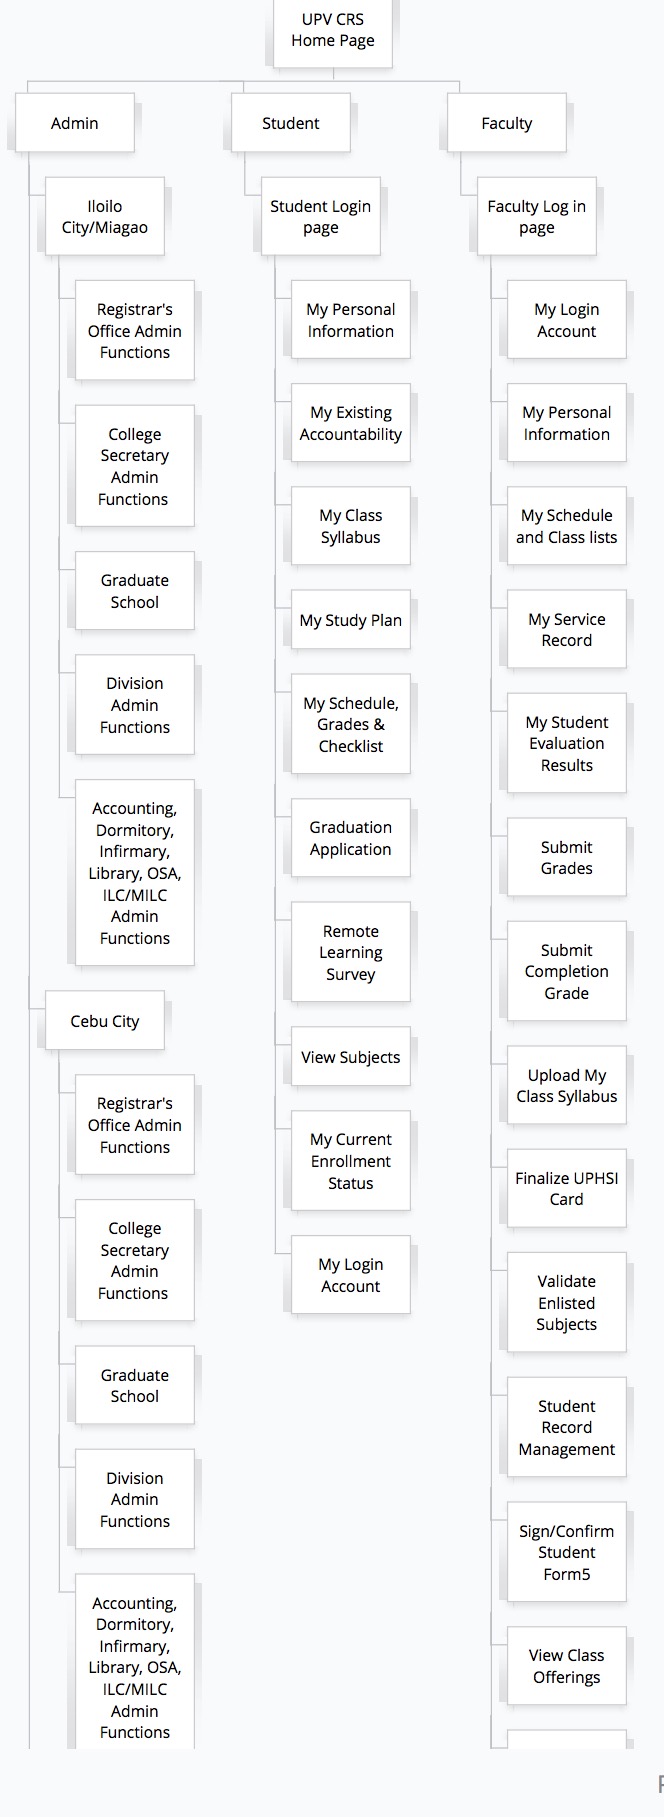 UPV CRS
Home Page
Admin
Iloilo
City/Miagao
Registrar's
Office Admin
Functions
College
Secretary
Admin
Functions
Graduate
School
Division
Admin
Functions
Accounting,
Dormitory,
Infirmary,
Library, OSA,
ILC/MILC
Admin
Functions
Cebu City
Registrar's
Office Admin
Functions
College
Secretary
Admin
Functions
Graduate
School
Division
Admin
Functions
Accounting,
Dormitory,
Infirmary,
Library, OSA,
ILC/MILC
Admin
Functions
Student
Student Login
page
My Personal
Information
My Existing
Accountability
My Class
Syllabus
My Study Plan
My Schedule,
Grades &
Checklist
Graduation
Application
Remote
Learning
Survey
View Subjects
My Current
Enrollment
Status
My Login
Account
Faculty
Faculty Log in
page
My Login
Account
My Personal
Information
My Schedule
and Class lists
My Service
Record
My Student
Evaluation
Results
Submit
Grades
Submit
Completion
Grade
Upload My
Class Syllabus
Finalize UPHSI
Card
Validate
Enlisted
Subjects
Student
Record
Management
Sign/Confirm
Student
Form5
View Class
Offerings